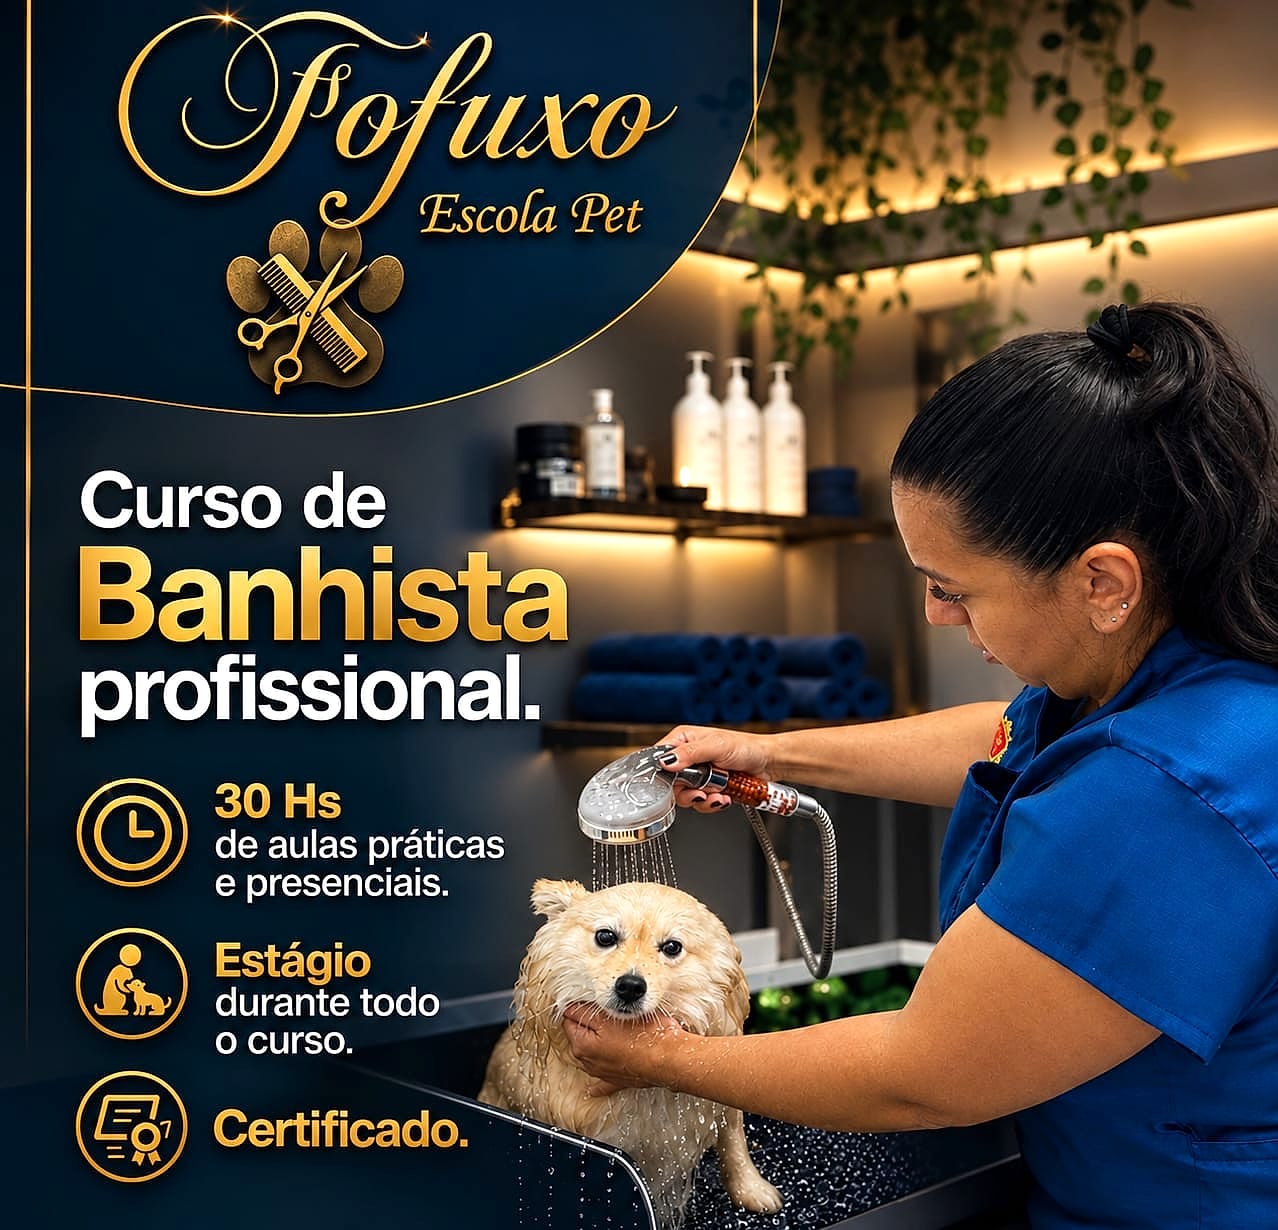 Fofuxo
Escola Pet
Curso de
Banhista
profissional.
30 Hs
de aulas práticas
e presenciais.
Estágio
durante todo
o curso.
Certificado.